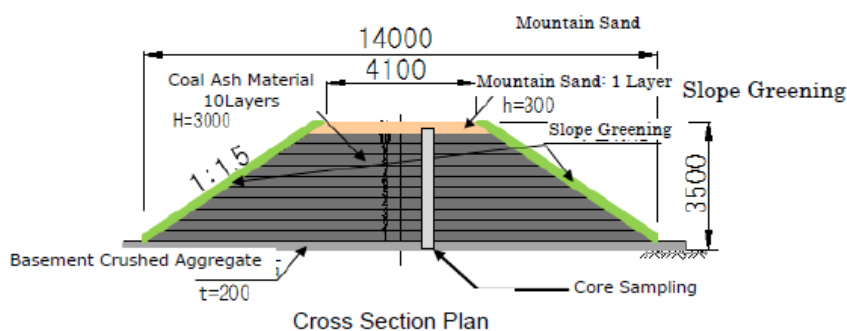 Mountain Sand
14000
Coal Ash Material
10Layers
H=3000
4100
Mountain Sand: 1 Layer
h=300
Slope Greening
Slope Greening
1:1.5
3500
Basement Crushed Aggregate
t=200
Core Sampling
Cross Section Plan